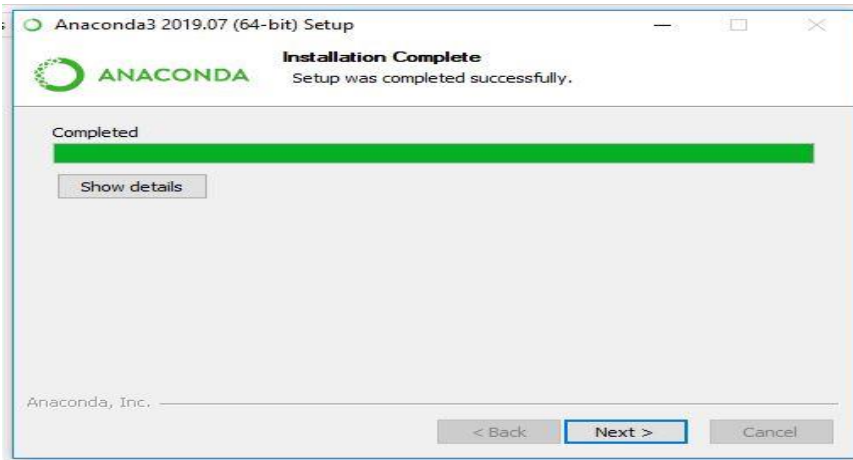 Anaconda3 2019.07 (64-bit) Setup
Installation Complete
ANACONDA
Setup was completed successfully.
Completed
Show details
Anaconda, Inc.
< Back
Next >
Cancel